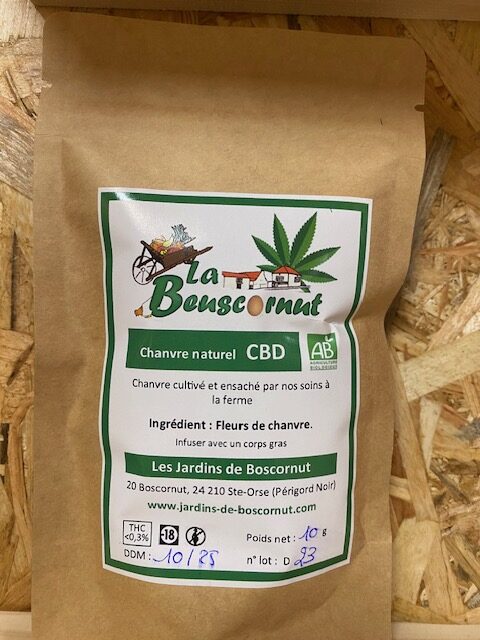 La
Beuscornut
Chanvre naturel CBD
AB
AGRICULTURE
BIOLOGIQUE
Chanvre cultivé et ensaché par nos soins à
la ferme
Ingrédient : Fleurs de chanvre.
Infuser avec un corps gras
Les Jardins de Boscornut
20 Boscornut, 24 210 Ste-Orse (Périgord Noir)
www.jardins-de-boscornut.com
THC
<0,3%
-18
Poids net : 10 g
DDM : 10/25
n° lot : D 23